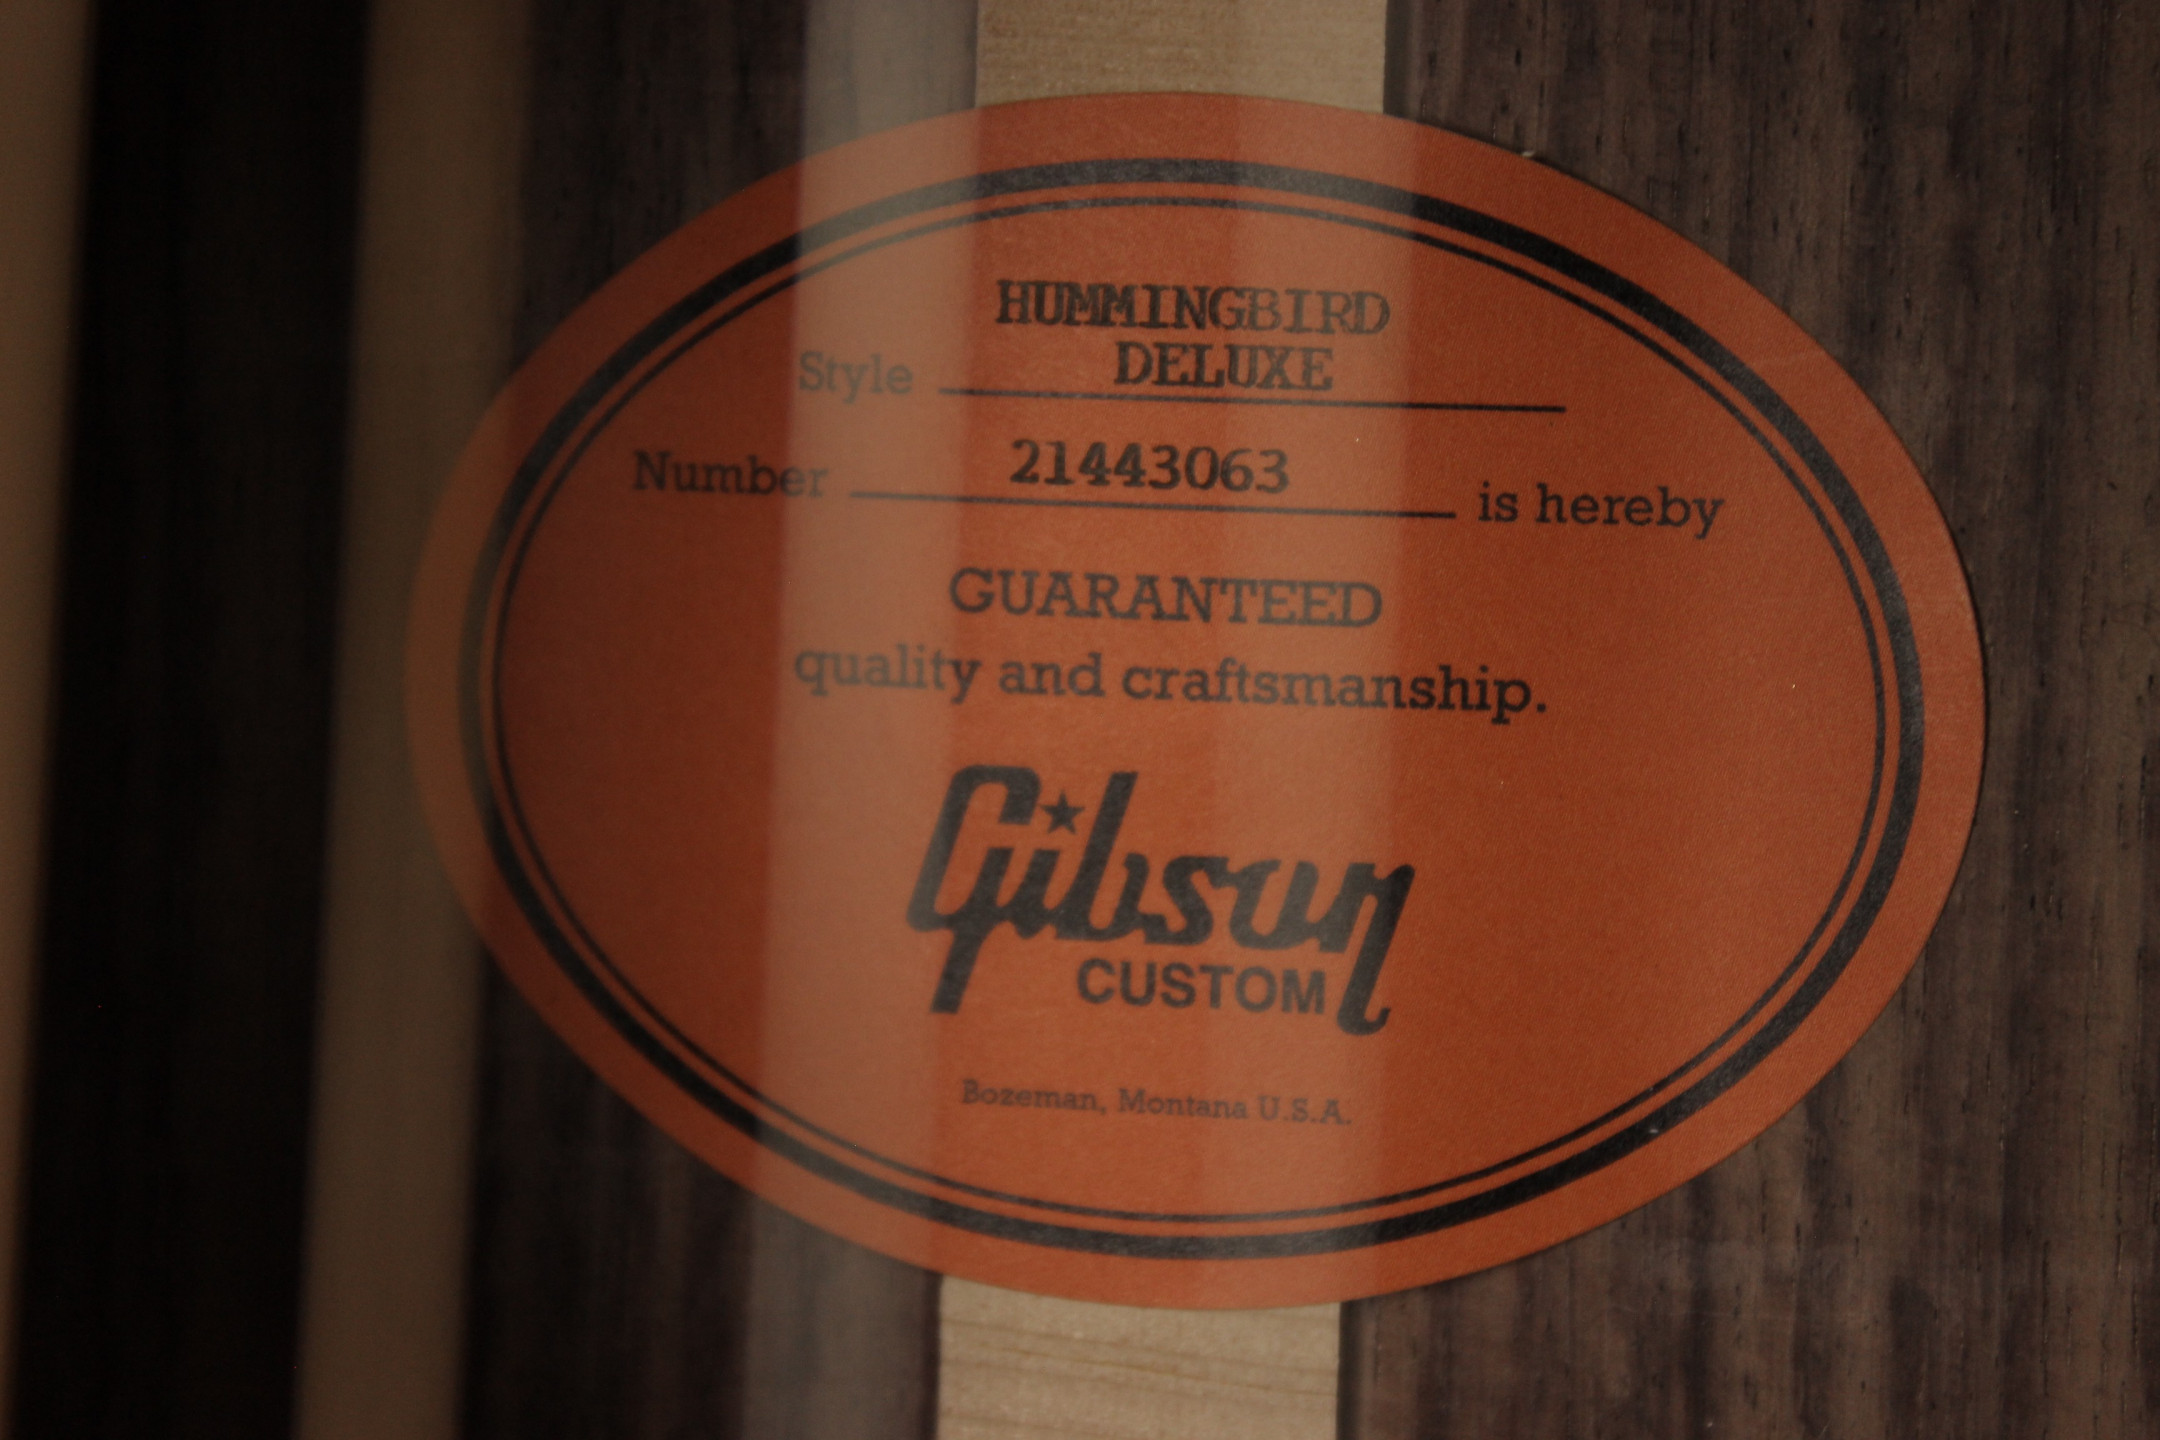 HUMMINGBIRD
Style DELUXE
Number 21443063 is hereby
GUARANTEED
quality and craftsmanship.
Gibson
CUSTOM
Bozeman, Montana U.S.A.